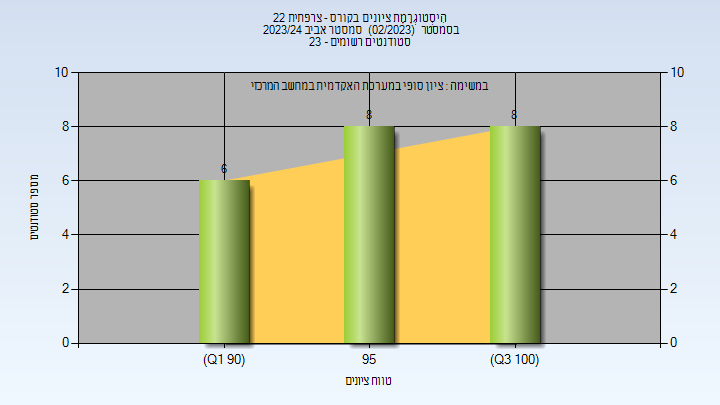 היסטוגרמת ציונים בקורס - צרפתית 22
בסמסטר (02/2023) סמסטר אביב 2023/24
סטודנטים רשומים - 23
במשימה : ציון סופי במערכת האקדמית במחשב המרכזי
10
8
6
4
2
0
10
8
6
4
2
0
6
8
8
מספר סטודנטים
(Q1 90)
95
(Q3 100)
טווח ציונים